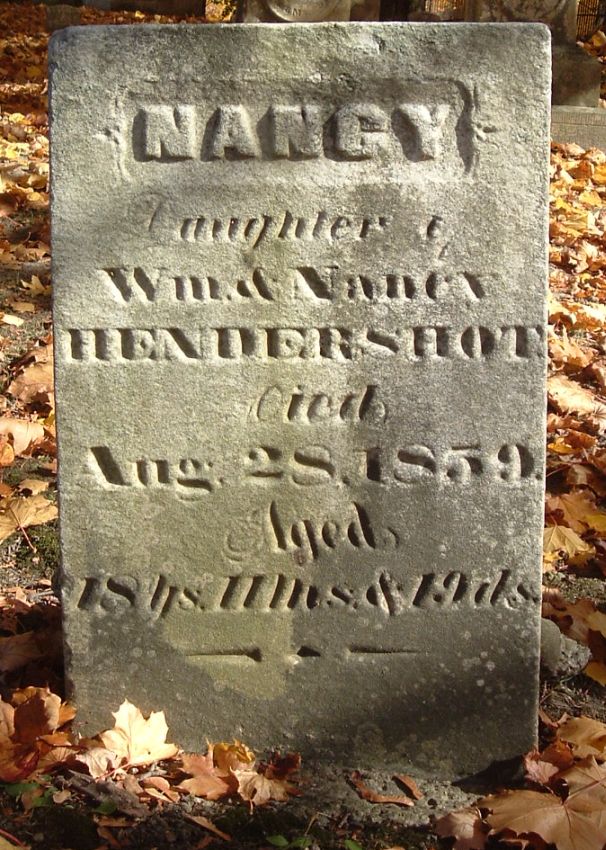 NANCY
Daughter of
Wm. & Nancy
HENDERSHOT
Died
Aug. 28, 1859.
Aged
18 ys. 11 ms. & 19 ds.